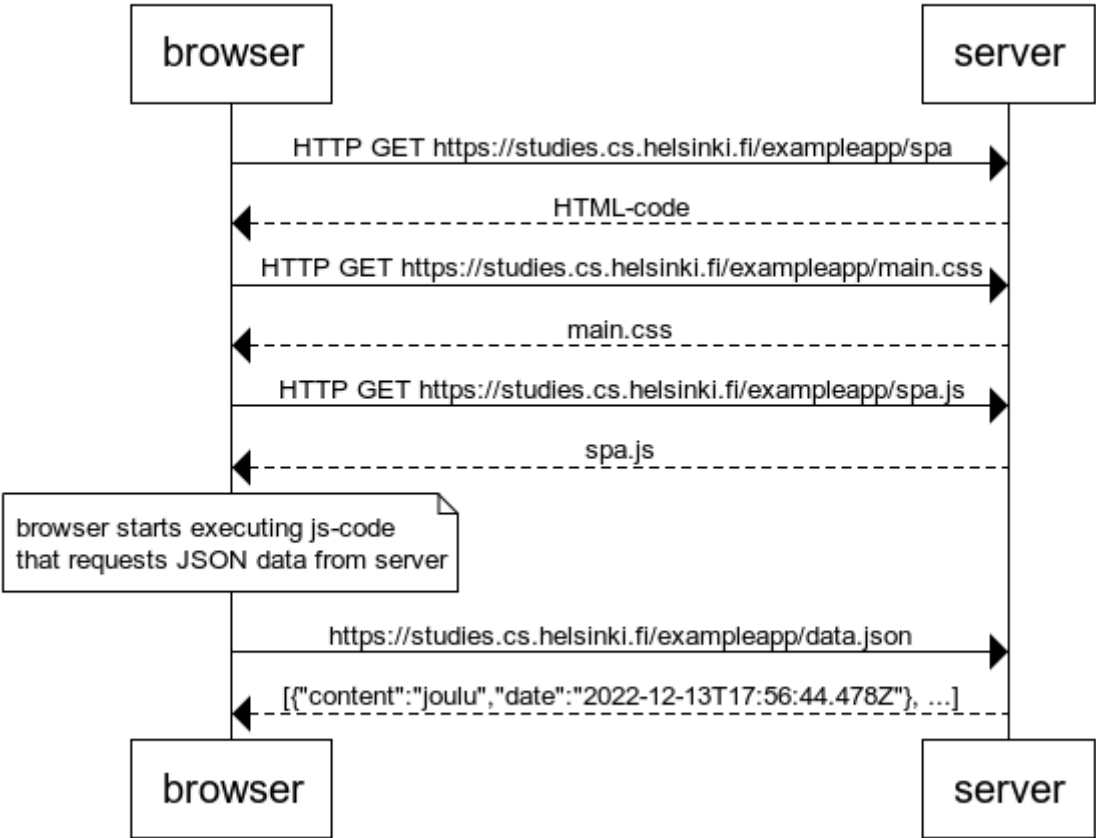 browser
server
HTTP GET https://studies.cs.helsinki.fi/exampleapp/spa
HTML-code
HTTP GET https://studies.cs.helsinki.fi/exampleapp/main.css
main.css
HTTP GET https://studies.cs.helsinki.fi/exampleapp/spa.js
spa.js
browser starts executing js-code
that requests JSON data from server
https://studies.cs.helsinki.fi/exampleapp/data.json
[{"content":"joulu","date":"2022-12-13T17:56:44.478Z"}, ...]
browser
server